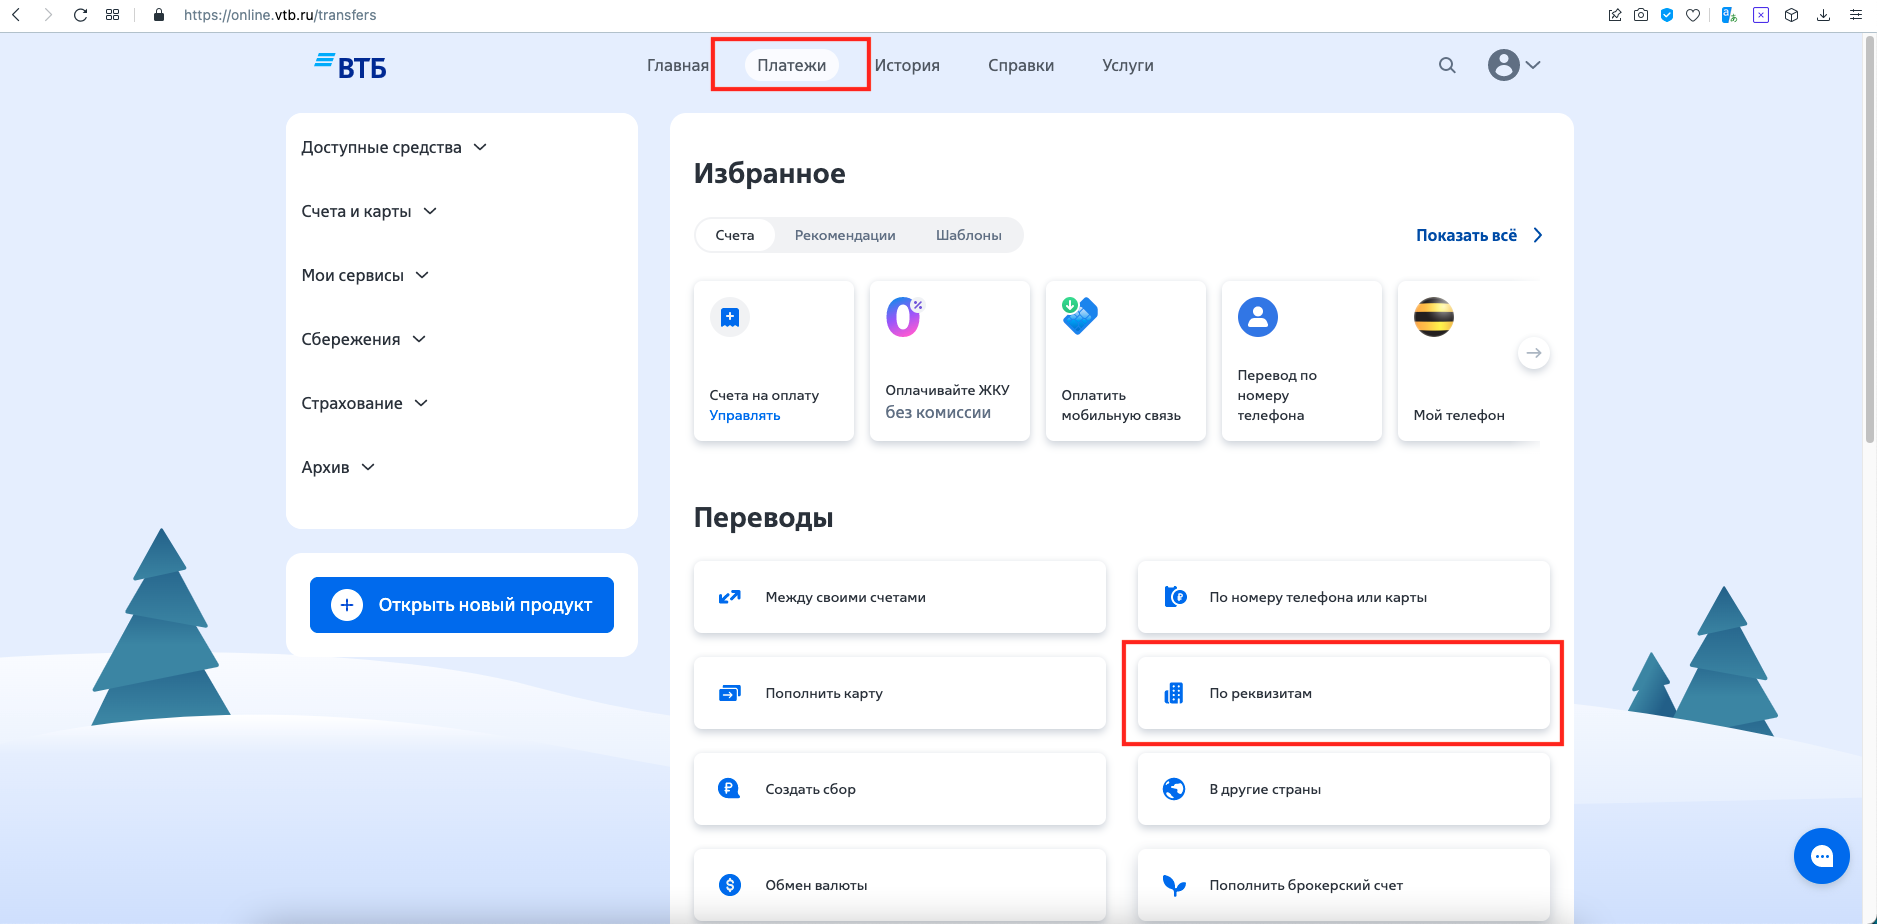 https://online.vtb.ru/transfers
ВТБ
Главная
Платежи
История
Справки
Услуги
Доступные средства
Счета и карты
Мои сервисы
Сбережения
Страхование
Архив
Открыть новый продукт
Избранное
Счета
Рекомендации
Шаблоны
Показать всё
Счета на оплату
Управлять
Оплачивайте ЖКУ
без комиссии
Оплатить
мобильную связь
Перевод по
номеру
телефона
Мой телефон
Переводы
Между своими счетами
По номеру телефона или карты
Пополнить карту
По реквизитам
Создать сбор
В другие страны
Обмен валюты
Пополнить брокерский счет